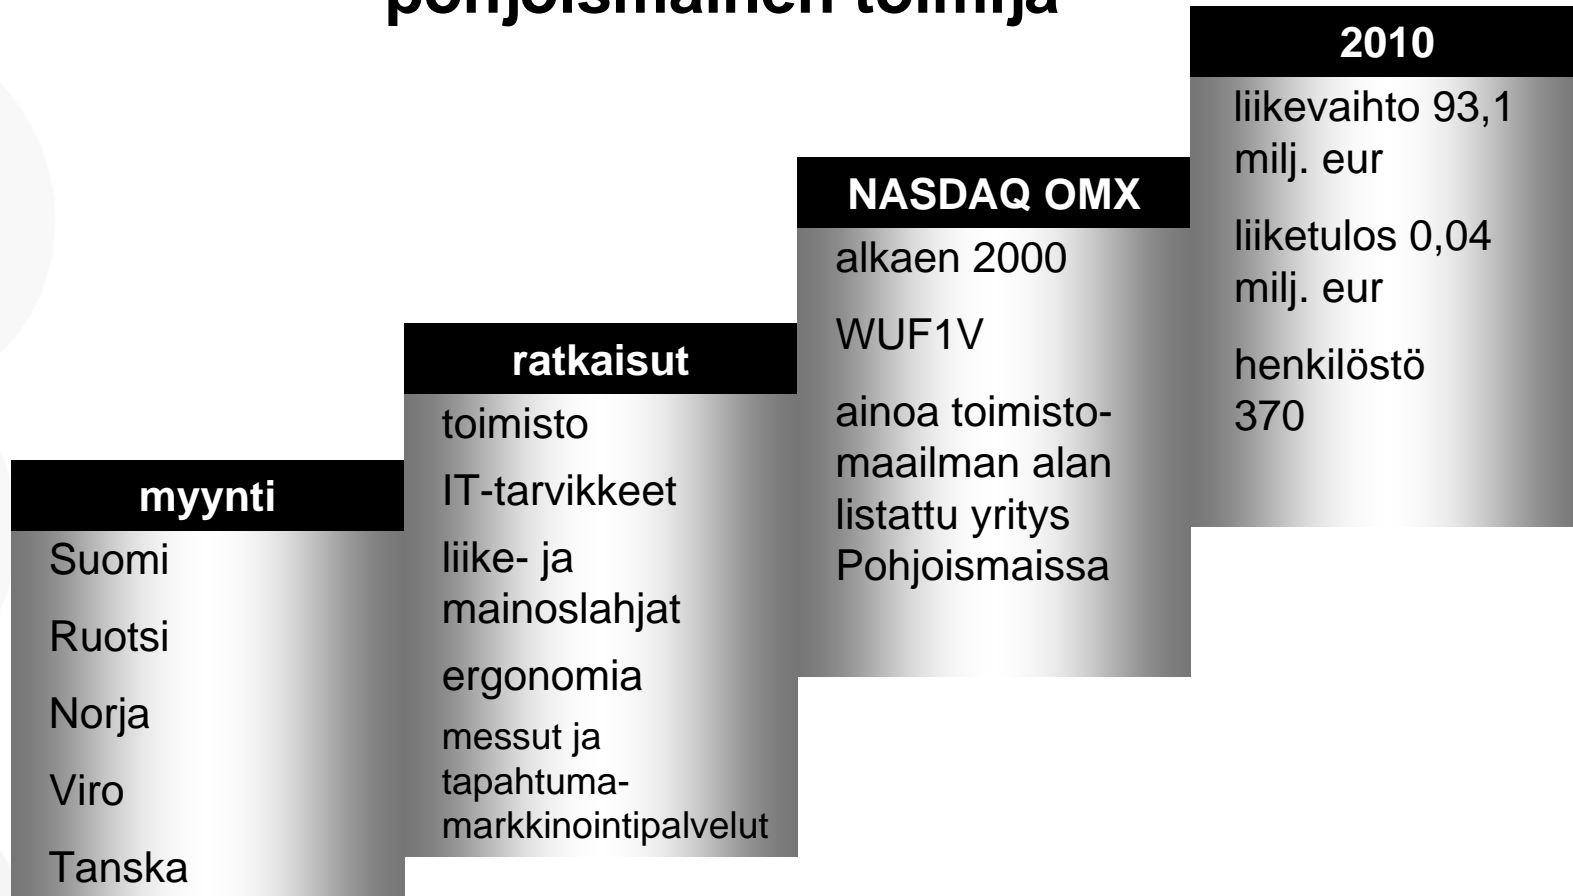 pohjoismainen toimija
myynti
Suomi
Ruotsi
Norja
Viro
Tanska
ratkaisut
toimisto
IT-tarvikkeet
liike- ja
mainoslahjat
ergonomia
messut ja
tapahtuma-
markkinointipalvelut
NASDAQ OMX
alkaen 2000
WUF1V
ainoa toimisto-
maailman alan
listattu yritys
Pohjoismaissa
2010
liikevaihto 93,1
milj. eur
liiketulos 0,04
milj. eur
henkilöstö
370